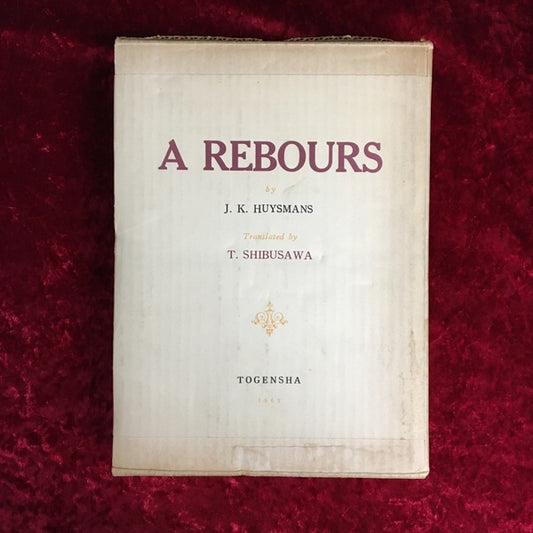 A REBOURS
by
J. K. HUYSMANS
Translated by
T. SHIBUSAWA
TOGENSHA